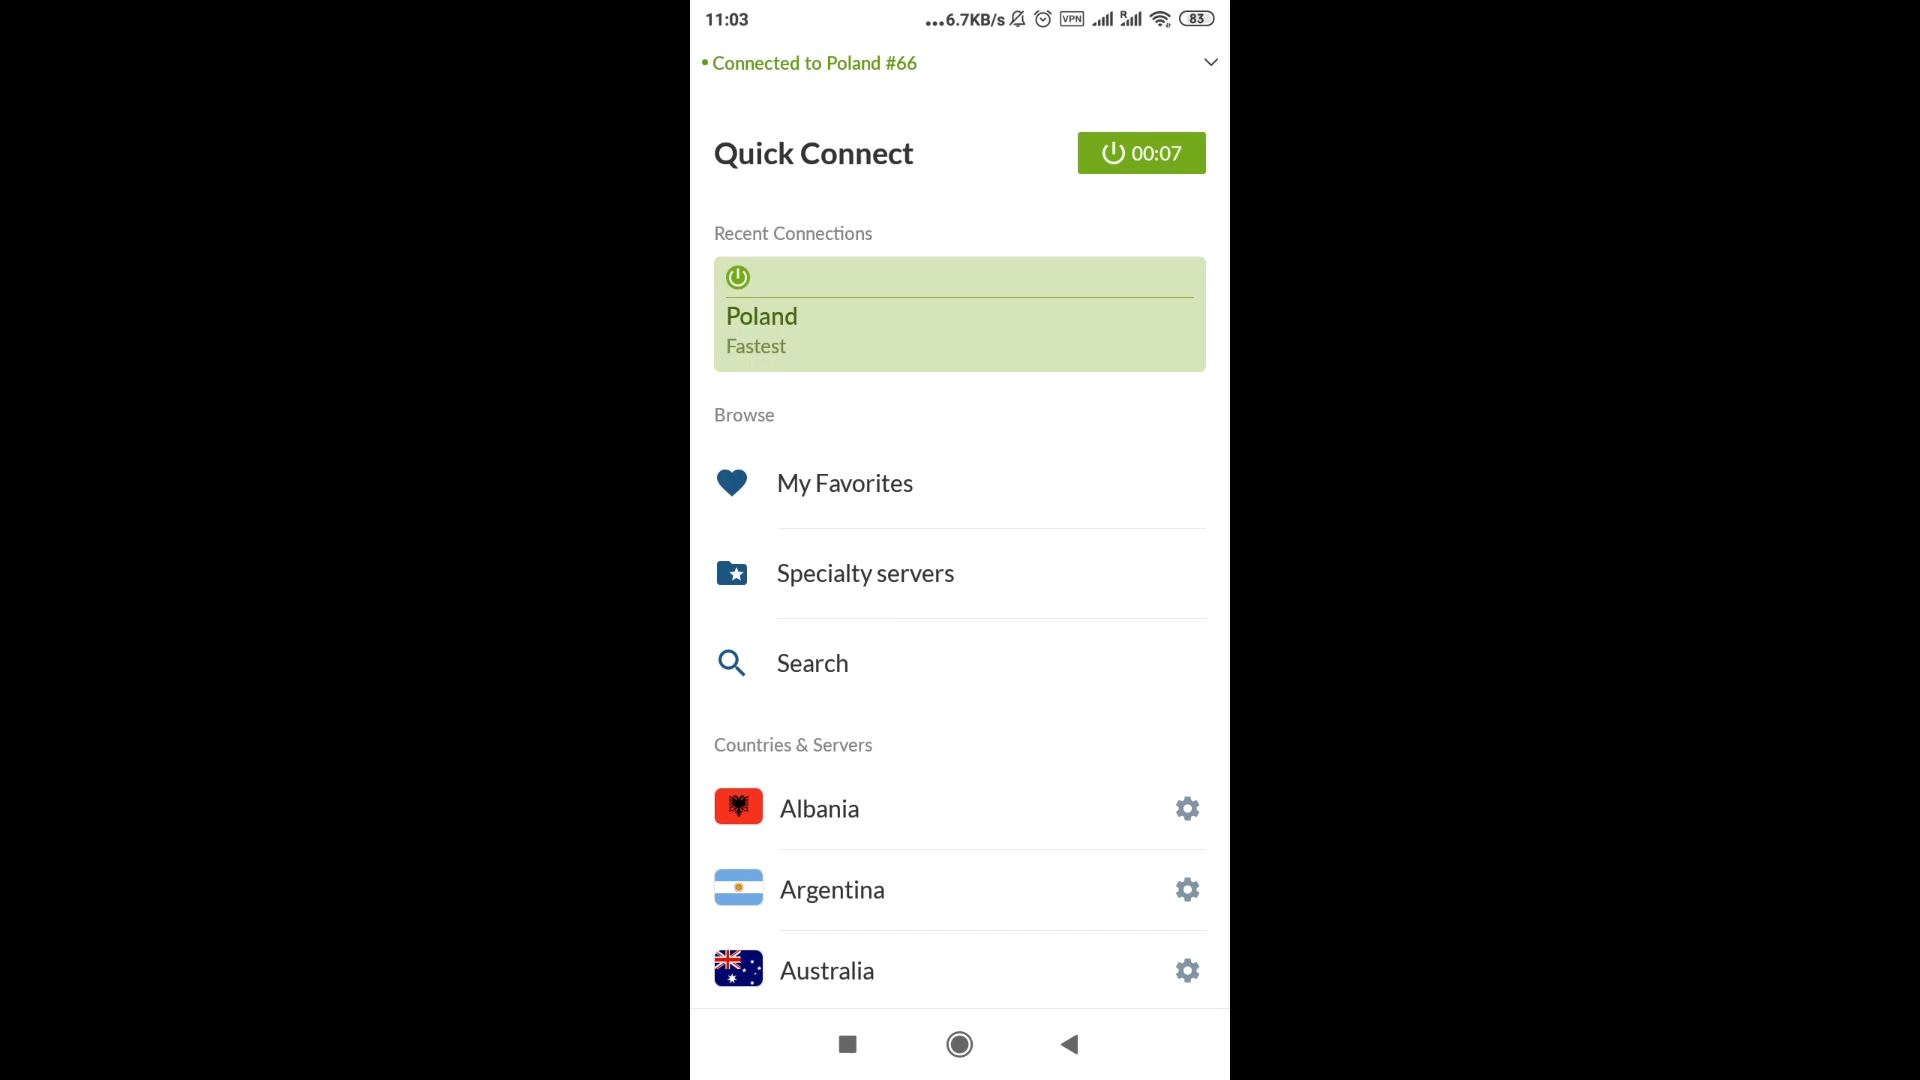 11:03
...6.7KB/s VPN R 83
Connected to Poland #66
Quick Connect
00:07
Recent Connections
Poland
Fastest
Browse
My Favorites
Specialty servers
Search
Countries & Servers
Albania
Argentina
Australia